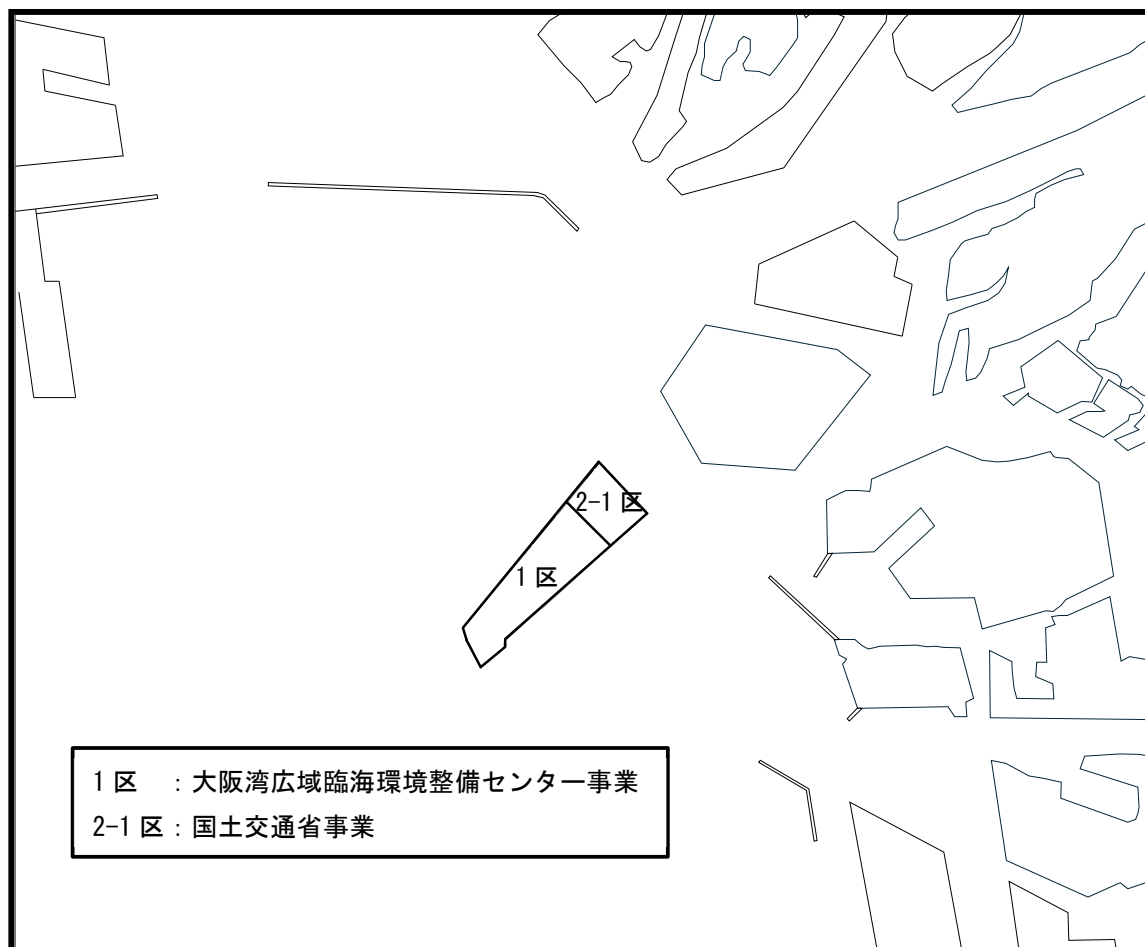 2-1 区
1 区
1 区 : 大阪湾広域臨海環境整備センター事業
2-1 区 : 国土交通省事業